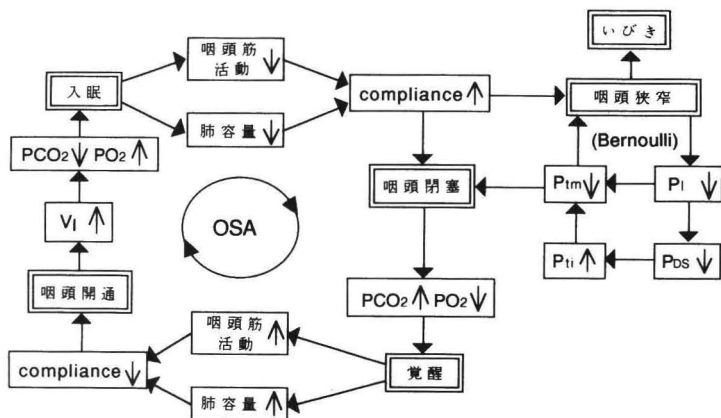 いびき
咽頭筋
活動 ↓
入眠
compliance ↑
咽頭狭窄
肺容量 ↓
(Bernoulli)
PCO₂ ↓ PO₂ ↑
咽頭閉塞
Ptm ↓
Pl ↓
VI ↑
OSA
Pti ↑
PDS ↓
咽頭開通
PCO₂ ↑ PO₂ ↓
咽頭筋
活動 ↑
compliance ↓
覚醒
肺容量 ↑